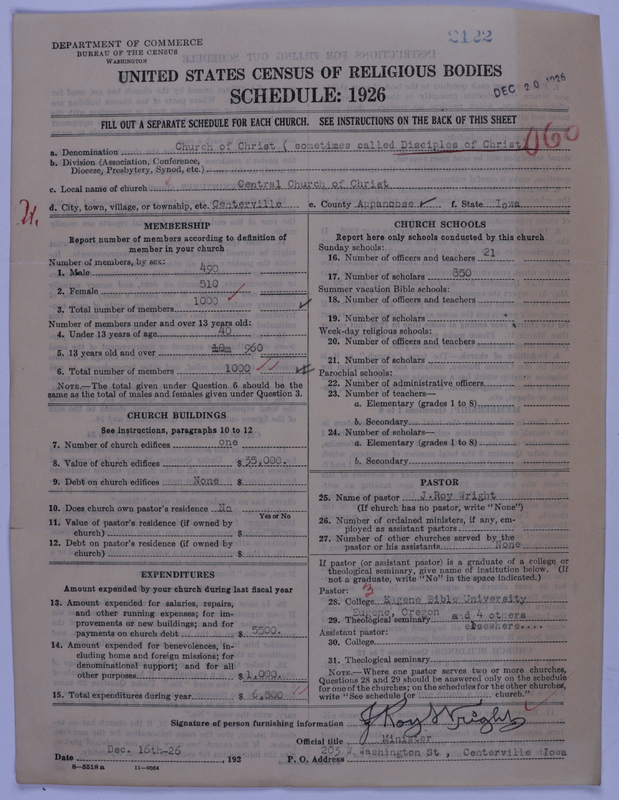 2122
DEPARTMENT OF COMMERCE
BUREAU OF THE CENSUS
WASHINGTON
UNITED STATES CENSUS OF RELIGIOUS BODIES
SCHEDULE: 1926
DEC 20 1926
FILL OUT A SEPARATE SCHEDULE FOR EACH CHURCH. SEE INSTRUCTIONS ON THE BACK OF THIS SHEET
a. Denomination Church of Christ ( sometimes called Disciples of Christ) 060
b. Division (Association, Conference,
Diocese, Presbytery, Synod, etc.)
c. Local name of church Central Church of Christ
d. City, town, village, or township, etc. Centerville e. County Appanoose f. State Iowa
MEMBERSHIP
Report number of members according to definition of
member in your church
Number of members, by sex:
1. Male 490
2. Female 510
3. Total number of members 1000
Number of members under and over 13 years old:
4. Under 13 years of age 40
5. 13 years old and over 960
6. Total number of members 1000
NOTE.—The total given under Question 6 should be the
same as the total of males and females given under Question 3.
CHURCH BUILDINGS
See instructions, paragraphs 10 to 12
7. Number of church edifices one
8. Value of church edifices $35,000.
9. Debt on church edifices None $
10. Does church own pastor's residence No
Yes or No
11. Value of pastor's residence (if owned by
church) $
12. Debt on pastor's residence (if owned by
church) $
EXPENDITURES
Amount expended by your church during last fiscal year
13. Amount expended for salaries, repairs,
and other running expenses; for im-
provements or new buildings; and for
payments on church debt $ 5500.
14. Amount expended for benevolences, in-
cluding home and foreign missions; for
denominational support; and for all
other purposes $1,000.
15. Total expenditures during year $ 6,500
CHURCH SCHOOLS
Report here only schools conducted by this church
Sunday schools:
16. Number of officers and teachers 21
17. Number of scholars 350
Summer vacation Bible schools:
18. Number of officers and teachers
19. Number of scholars
Week-day religious schools:
20. Number of officers and teachers
21. Number of scholars
Parochial schools:
22. Number of administrative officers
23. Number of teachers—
a. Elementary (grades 1 to 8)
b. Secondary
24. Number of scholars—
a. Elementary (grades 1 to 8)
b. Secondary
PASTOR
25. Name of pastor J.Roy Wright
(If church has no pastor, write "None")
26. Number of ordained ministers, if any, em-
ployed as assistant pastors
27. Number of other churches served by the
pastor or his assistants None
If pastor (or assistant pastor) is a graduate of a college or
theological seminary, give name of institution below. (If
not a graduate, write "No" in the space indicated.)
Pastor: 3
28. College Eugene Bible University
Eugene, Oregon and 4 others
29. Theological seminary elsewhere....
Assistant pastor:
30. College
31. Theological seminary
NOTE.—Where one pastor serves two or more churches,
Questions 28 and 29 should be answered only on the schedule
for one of the churches; on the schedules for the other churches,
write "See schedule for church."
Signature of person furnishing information J Roy Wright
Official title Minister
Date Dec. 16th-26, 192
P. O. Address 203 W. Washington St , Centerville Iowa
8—5318a 11—9054